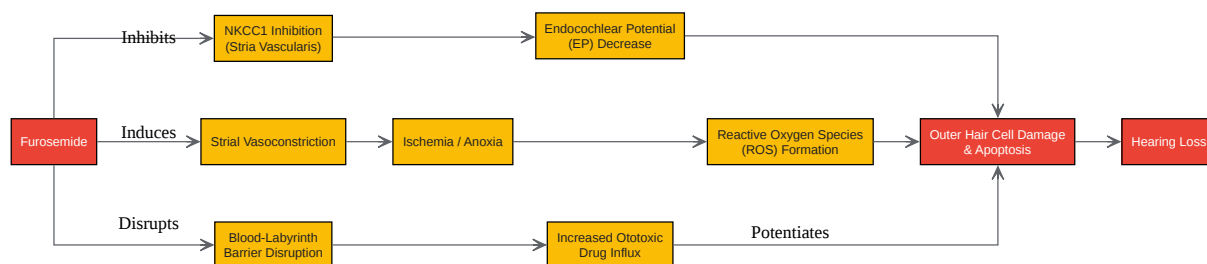 Inhibits
NKCC1 Inhibition
(Stria Vascularis)
Endocochlear Potential
(EP) Decrease
Furosemide
Induces
Strial Vasoconstriction
Ischemia / Anoxia
Reactive Oxygen Species
(ROS) Formation
Outer Hair Cell Damage
& Apoptosis
Hearing Loss
Disrupts
Blood-Labyrinth
Barrier Disruption
Increased Ototoxic
Drug Influx
Potentiates